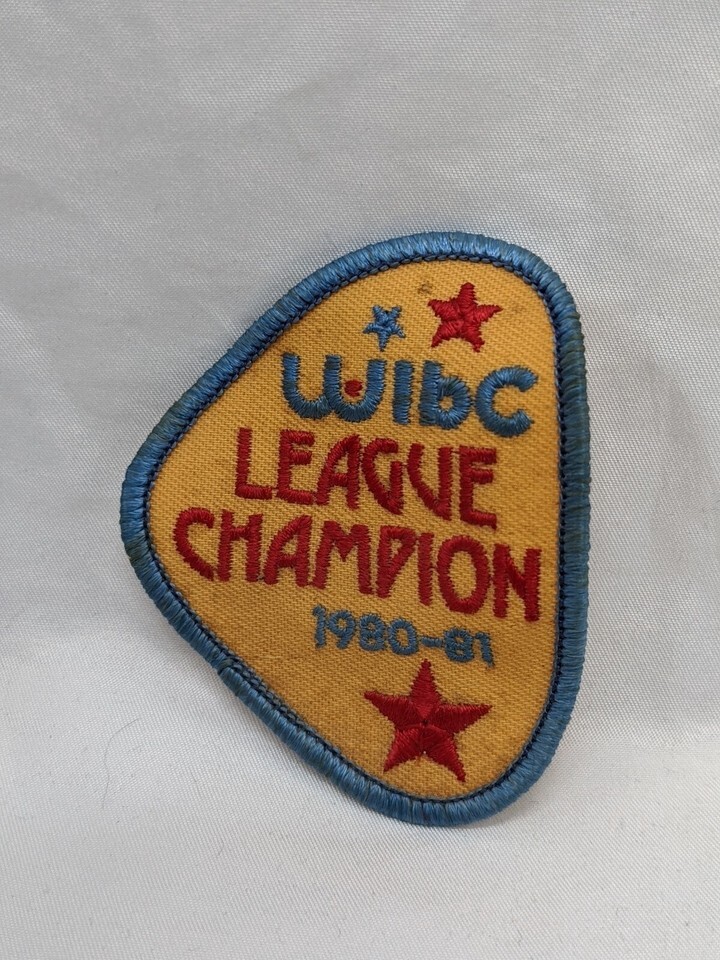 WIbC
LEAGUE
CHAMPION
1980-81